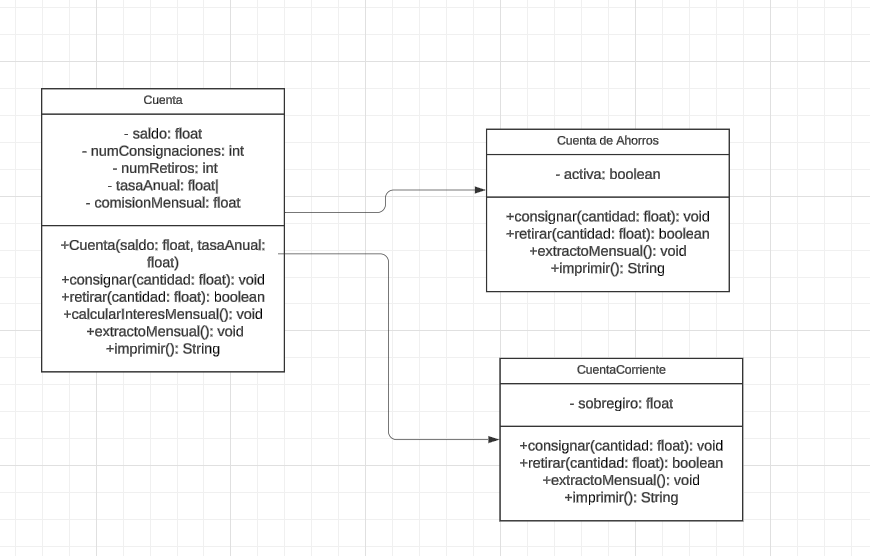 Cuenta
- saldo: float
- numConsignaciones: int
- numRetiros: int
- tasaAnual: float|
- comisionMensual: float
+Cuenta(saldo: float, tasaAnual:
float)
+consignar(cantidad: float): void
+retirar(cantidad: float): boolean
+calcularInteresMensual(): void
+extractoMensual(): void
+imprimir(): String
Cuenta de Ahorros
- activa: boolean
+consignar(cantidad: float): void
+retirar(cantidad: float): boolean
+extractoMensual(): void
+imprimir(): String
CuentaCorriente
- sobregiro: float
+consignar(cantidad: float): void
+retirar(cantidad: float): boolean
+extractoMensual(): void
+imprimir(): String